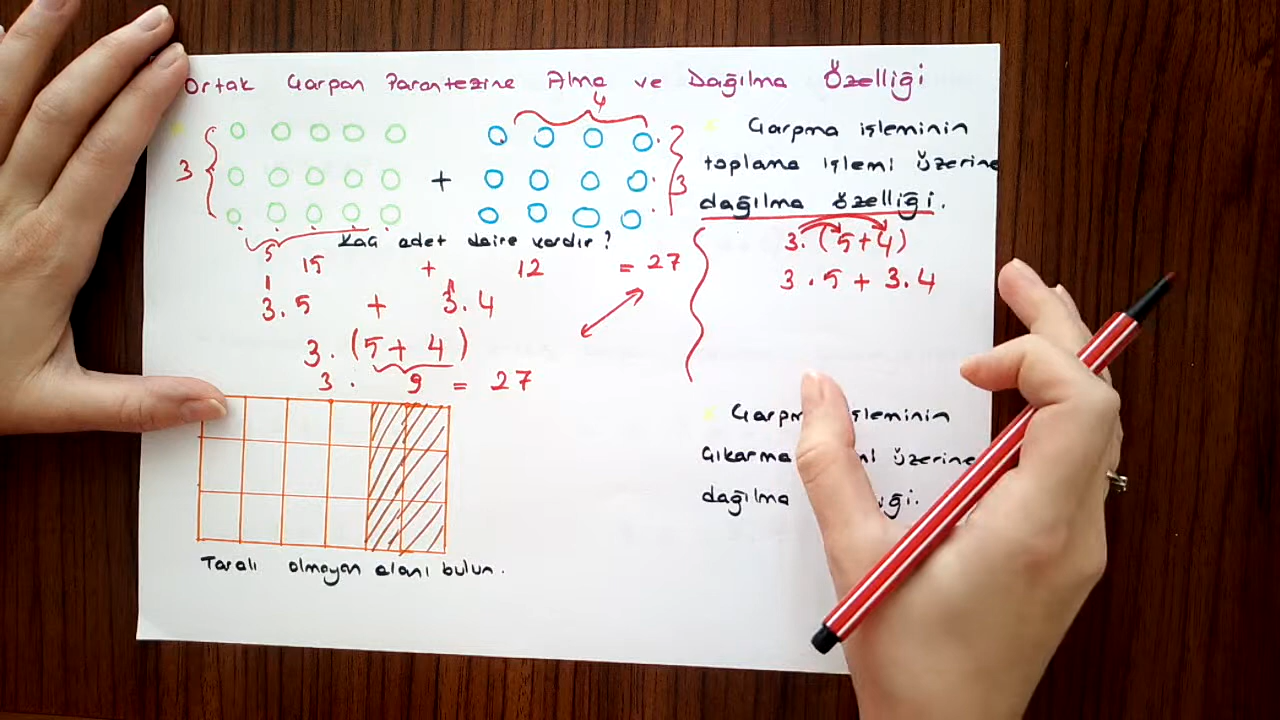 Ortak Çarpan Parantezine Alma ve Dağılma Özelliği
4
3
+
3
5
Kaç adet daire vardır?
15 + 12 = 27
3.5 + 3.4
3. (5+ 4)
3. 9 = 27
Taralı olmayan alanı bulun.
Çarpma işleminin
toplama işlemi üzerine
dağılma özelliği.
3. (5+4)
3.5 + 3.4
işleminin
Çıkarma üzerine
dağılma